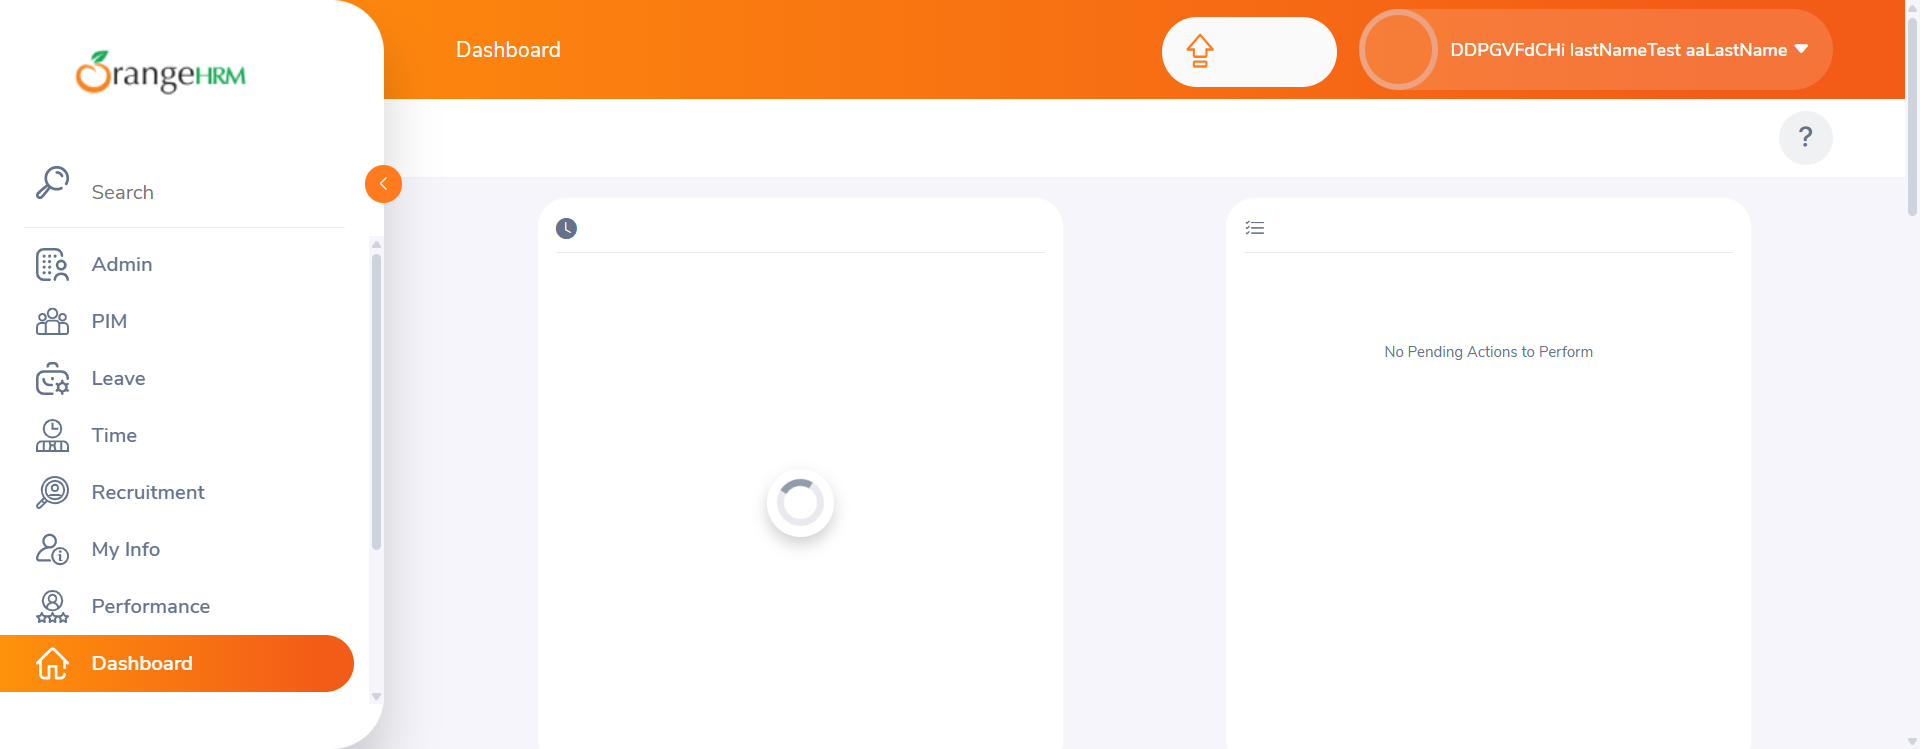 OrangeHRM
Search
Admin
PIM
Leave
Time
Recruitment
My Info
Performance
Dashboard
Dashboard
DDPGVFdCHi lastNameTest aaLastName
?
No Pending Actions to Perform